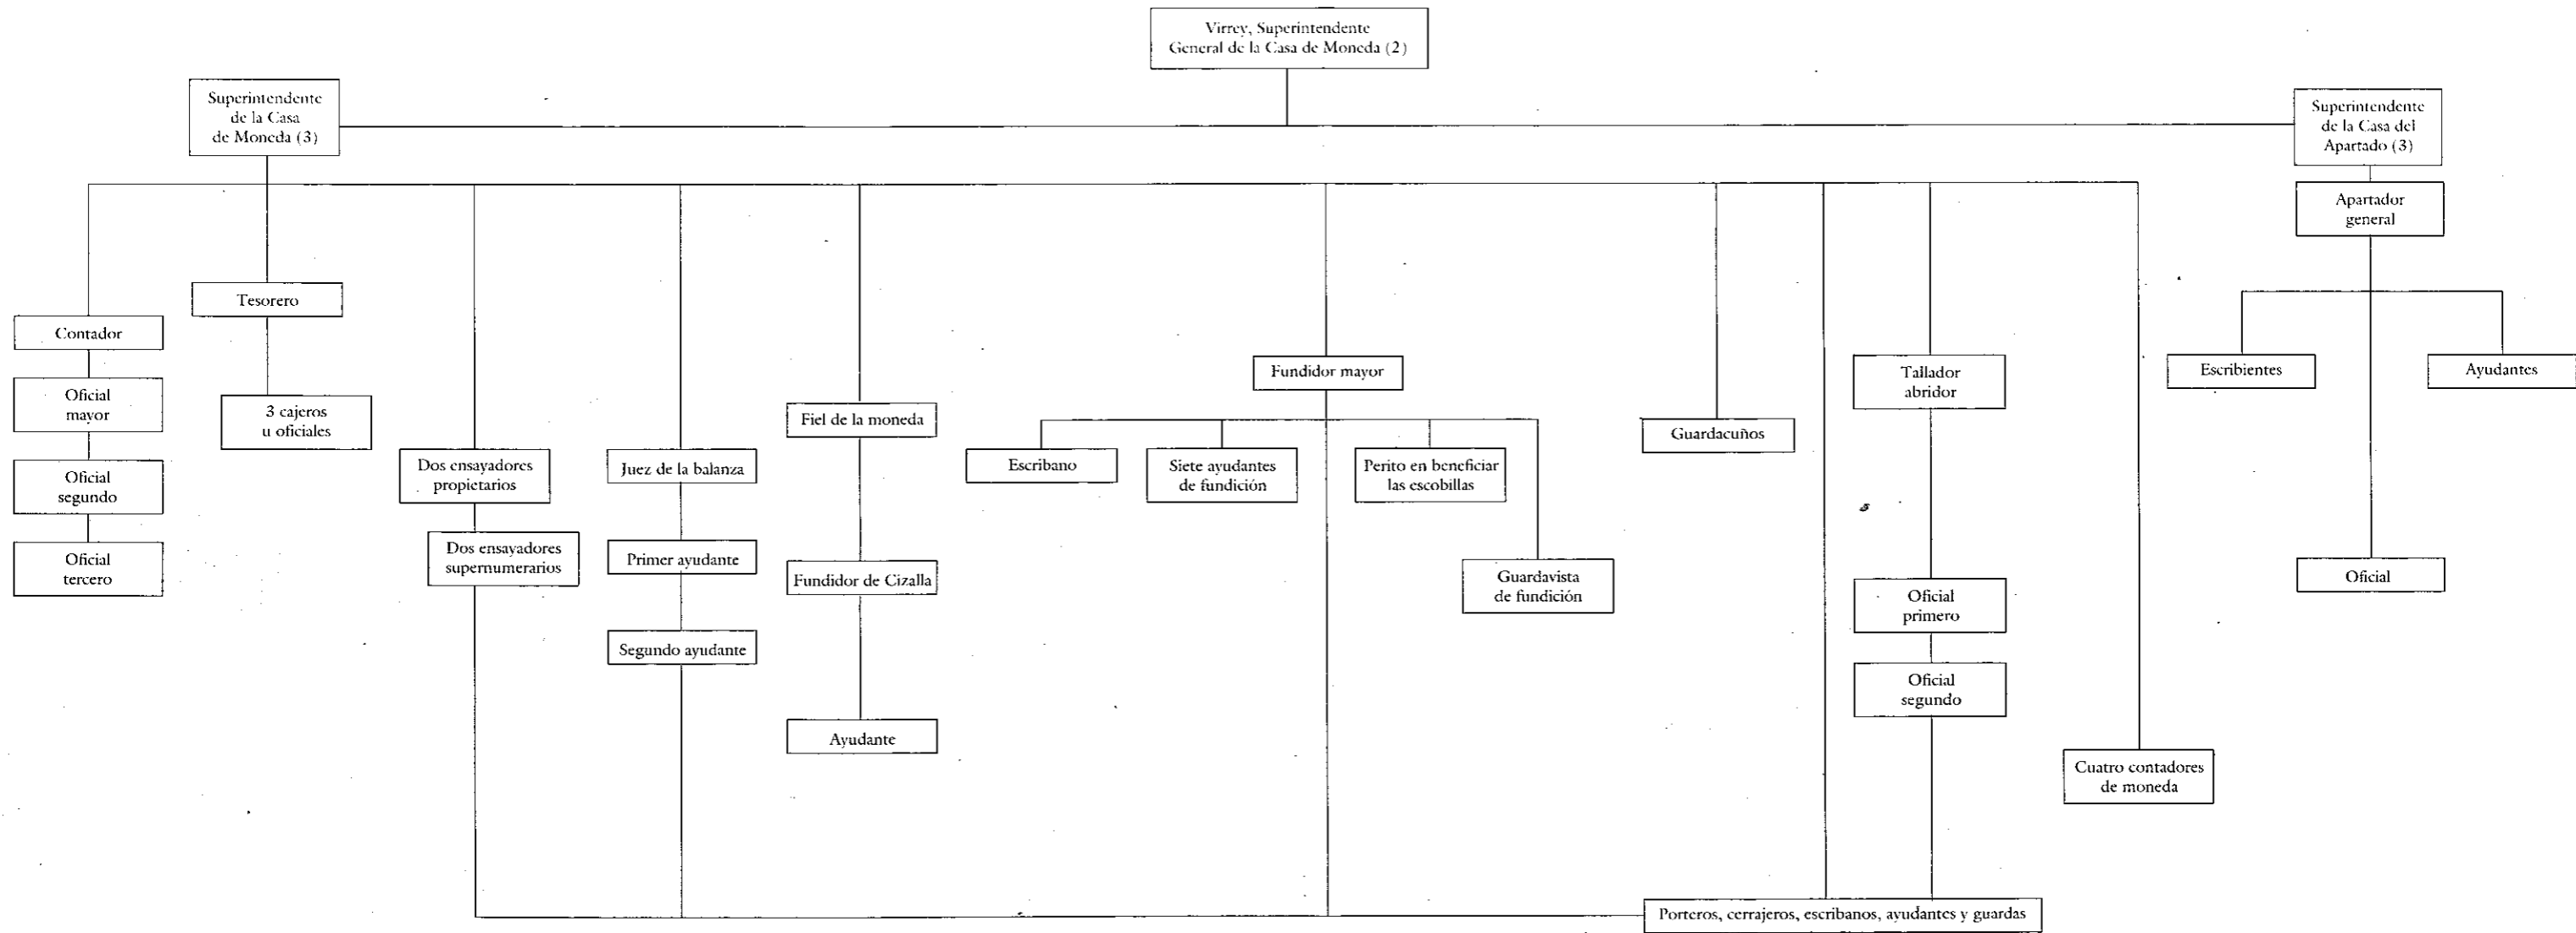 Virrey, Superintendente
General de la Casa de Moneda (2)
Superintendente
de la Casa
de Moneda (3)
Superintendente
de la Casa del
Apartado (3)
Apartador
general
Tesorero
Contador
Oficial
mayor
Oficial
segundo
Oficial
tercero
3 cajeros
u oficiales
Dos ensayadores
propietarios
Dos ensayadores
supernumerarios
Juez de la balanza
Primer ayudante
Segundo ayudante
Fiel de la moneda
Fundidor de Cizalla
Ayudante
Fundidor mayor
Escribano
Siete ayudantes
de fundición
Perito en beneficiar
las escobillas
Guardavista
de fundición
Guardacuños
Tallador
abridor
Oficial
primero
Oficial
segundo
Cuatro contadores
de moneda
Escribientes
Ayudantes
Oficial
Porteros, cerrajeros, escribanos, ayudantes y guardas